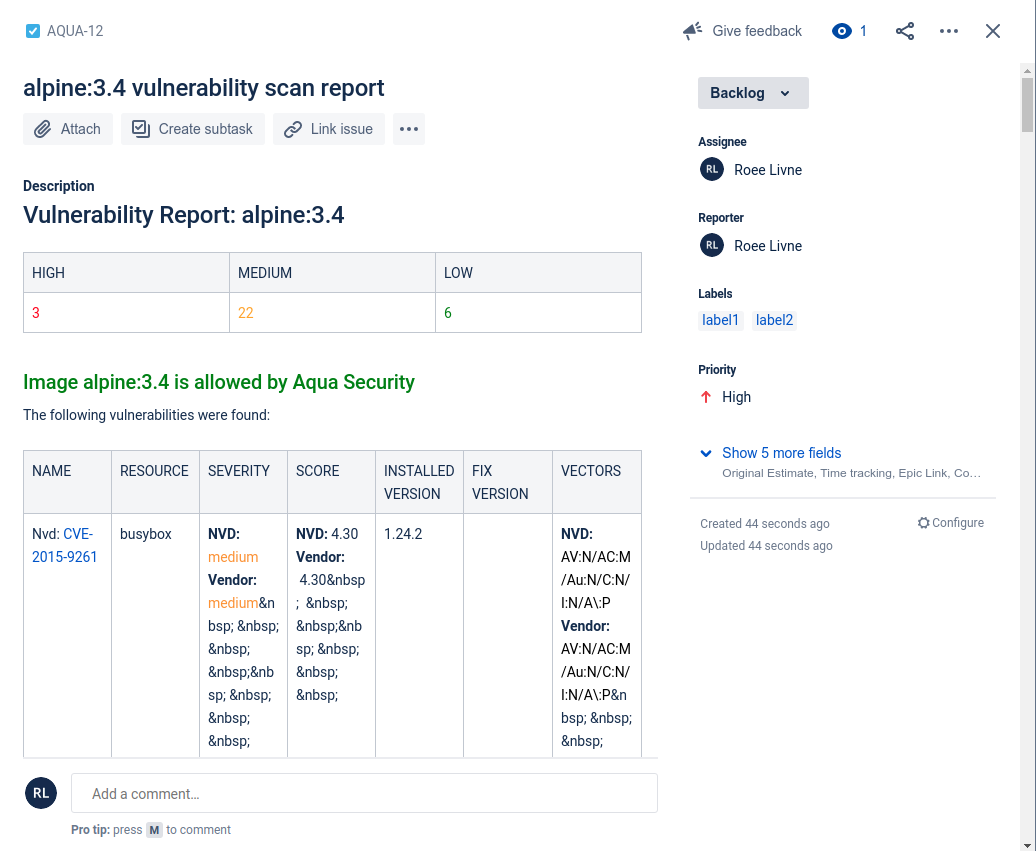 AQUA-12
Give feedback
1
alpine:3.4 vulnerability scan report
Attach
Create subtask
Link issue
Description
Vulnerability Report: alpine:3.4
HIGH MEDIUM LOW
3 22 6
Image alpine:3.4 is allowed by Aqua Security
The following vulnerabilities were found:
NAME RESOURCE SEVERITY SCORE INSTALLED VERSION FIX VERSION VECTORS
Nvd: CVE-
2015-9261
busybox
NVD:
medium
Vendor:
medium&n
bsp; &nbsp;
&nbsp;
&nbsp;&nb
sp; &nbsp;
&nbsp;
&nbsp;
NVD: 4.30
Vendor:
4.30&nbsp
; &nbsp;
&nbsp;&nb
sp; &nbsp;
&nbsp;
&nbsp;
1.24.2
NVD:
AV:N/AC:M
/Au:N/C:N/
I:N/A\:P
Vendor:
AV:N/AC:M
/Au:N/C:N/
I:N/A\:P&n
bsp; &nbsp;
&nbsp;
RL
Add a comment…
Pro tip: press M to comment
Backlog
Assignee
RL Roee Livne
Reporter
RL Roee Livne
Labels
label1 label2
Priority
High
Show 5 more fields
Original Estimate, Time tracking, Epic Link, Co…
Created 44 seconds ago
Configure
Updated 44 seconds ago